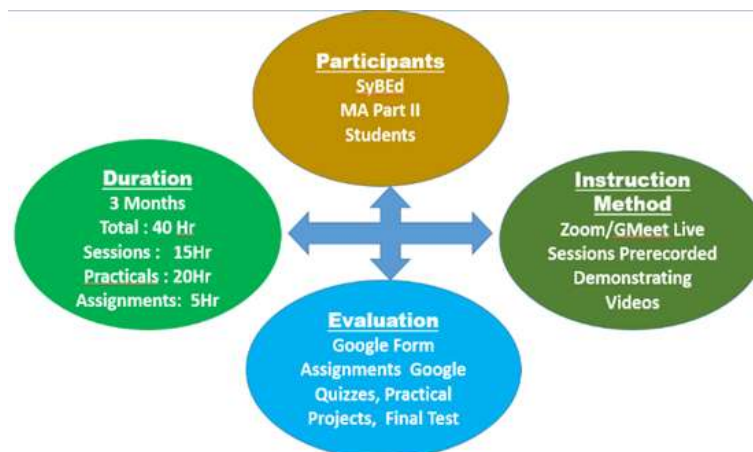 Participants
SyBEd
MA Part II
Students
Duration
3 Months
Total : 40 Hr
Sessions : 15Hr
Practicals : 20Hr
Assignments: 5Hr
Instruction
Method
Zoom/GMeet Live
Sessions Prerecorded
Demonstrating
Videos
Evaluation
Google Form
Assignments Google
Quizzes, Practical
Projects, Final Test